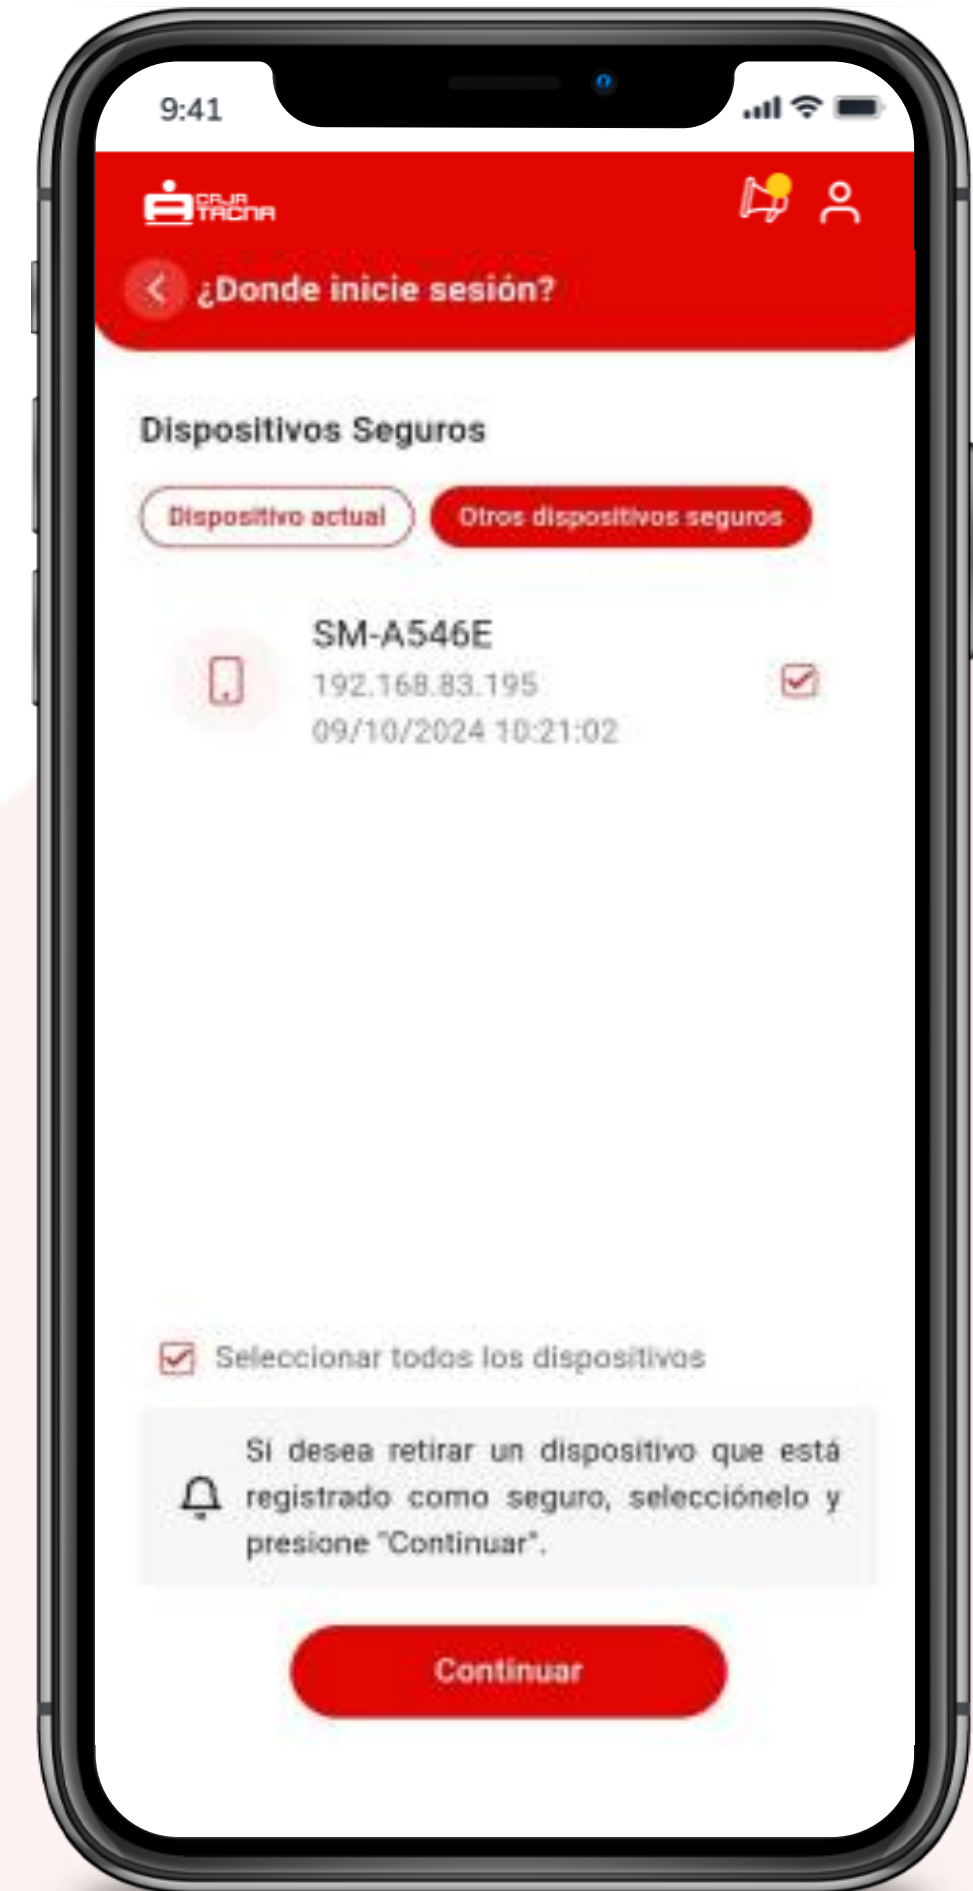 9:41
CAJA
TACNA
¿Donde inicie sesión?
Dispositivos Seguros
Dispositivo actual
Otros dispositivos seguros
SM-A546E
192.168.83.195
09/10/2024 10:21:02
Seleccionar todos los dispositivos
Si desea retirar un dispositivo que está
registrado como seguro, selecciónelo y
presione "Continuar".
Continuar